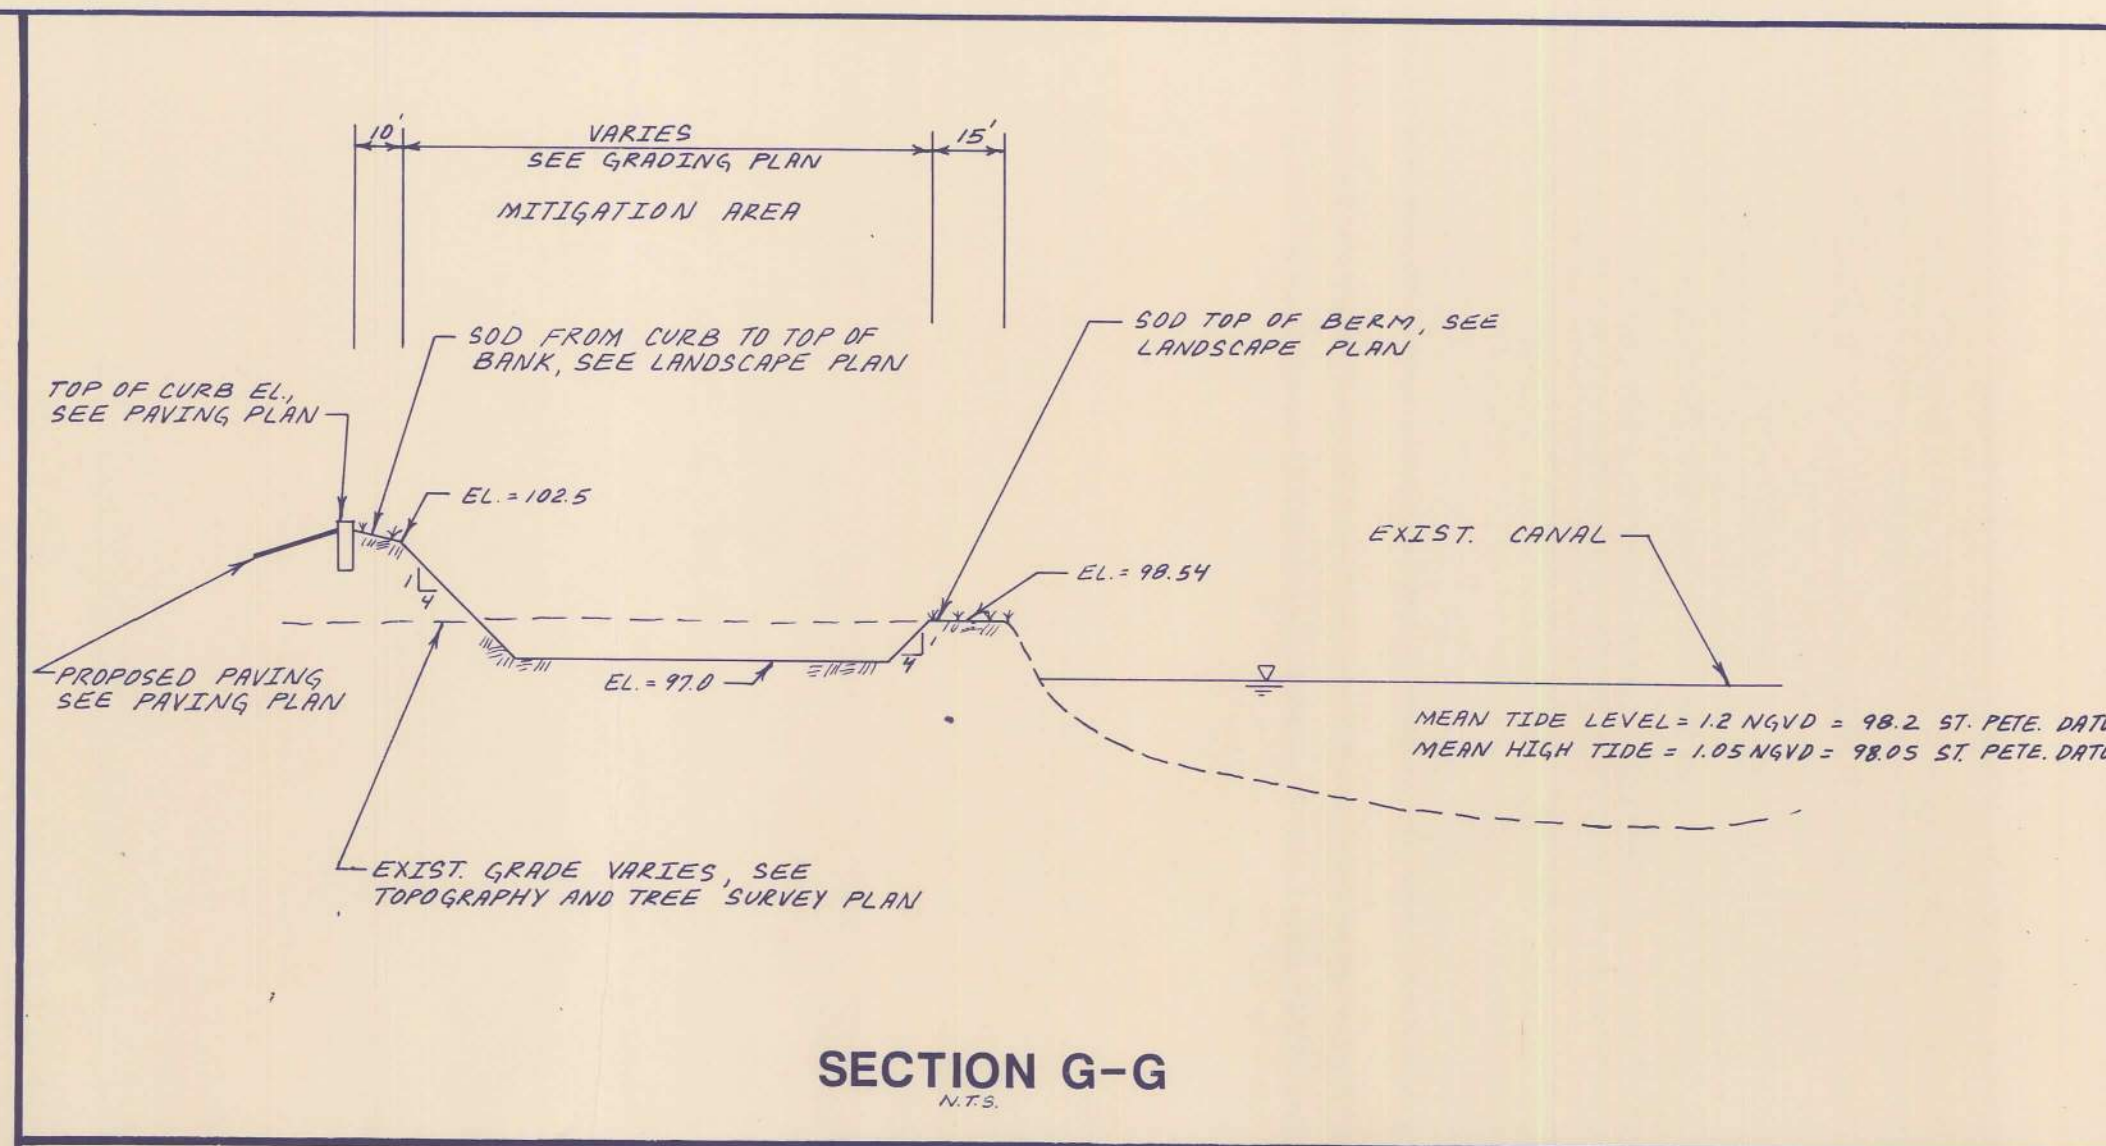 10'
VARIES
15'
SEE GRADING PLAN
MITIGATION AREA
SOD FROM CURB TO TOP OF
BANK, SEE LANDSCAPE PLAN
SOD TOP OF BERM, SEE
LANDSCAPE PLAN
TOP OF CURB EL.,
SEE PAVING PLAN
EL. = 102.5
EXIST. CANAL
EL. = 98.54
1
4
1
4
EL. = 97.0
PROPOSED PAVING
SEE PAVING PLAN
MEAN TIDE LEVEL = 1.2 NGVD = 98.2 ST. PETE. DATU
MEAN HIGH TIDE = 1.05 NGVD = 98.05 ST. PETE. DATU
EXIST. GRADE VARIES, SEE
TOPOGRAPHY AND TREE SURVEY PLAN
SECTION G-G
N.T.S.